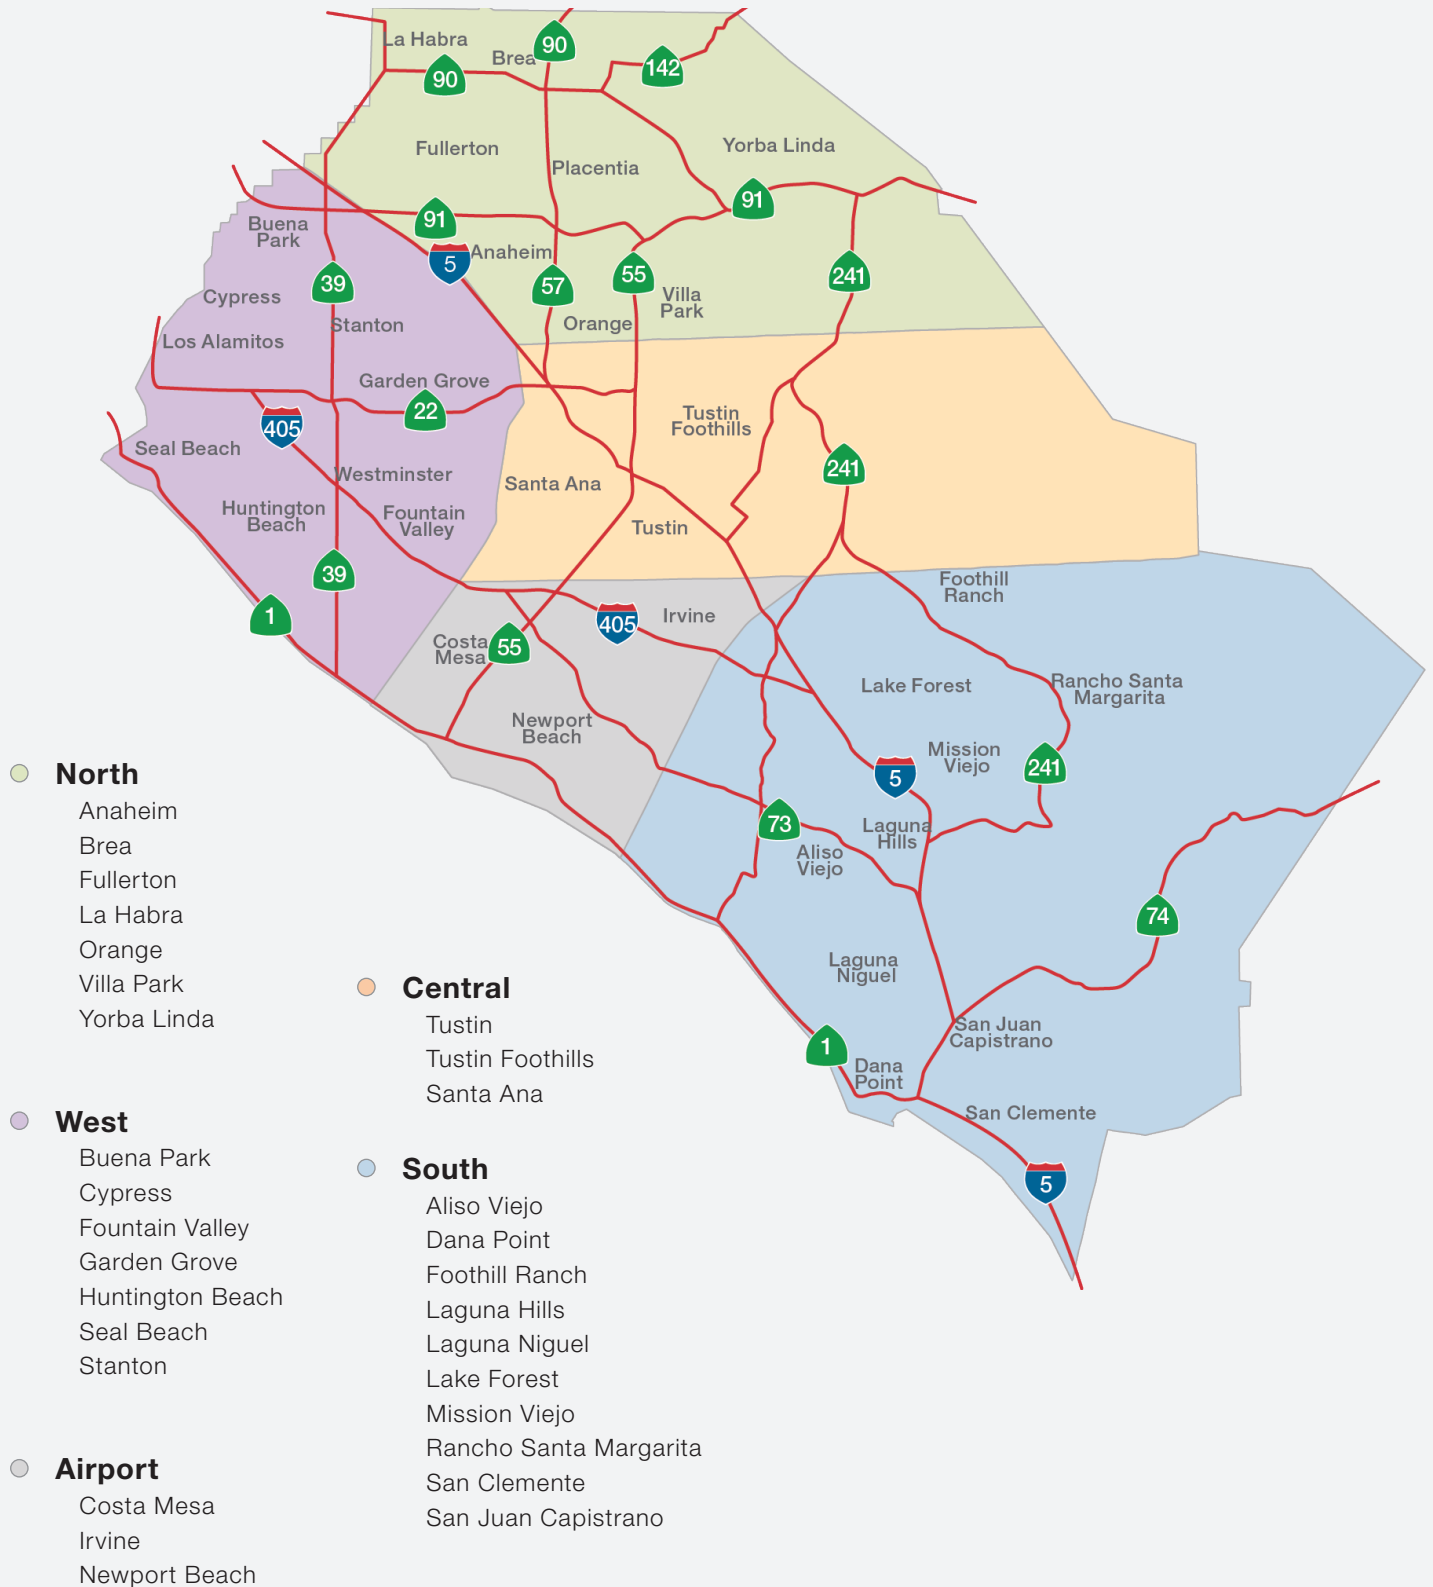 La Habra
Brea
90
90
142
Fullerton
Placentia
Yorba Linda
91
91
Buena
Park
Anaheim
5
39
57
55
241
Cypress
Villa
Park
Stanton
Orange
Los Alamitos
Garden Grove
22
405
Tustin
Foothills
Seal Beach
241
Westminster
Santa Ana
Huntington
Beach
Fountain
Valley
Tustin
39
Foothill
Ranch
1
405
Irvine
Costa
Mesa
55
Lake Forest
Rancho Santa
Margarita
Newport
Beach
Mission
Viejo
241
5
73
Laguna
Hills
Aliso
Viejo
74
Laguna
Niguel
San Juan
Capistrano
1
Dana
Point
San Clemente
5
North
Anaheim
Brea
Fullerton
La Habra
Orange
Villa Park
Yorba Linda
West
Buena Park
Cypress
Fountain Valley
Garden Grove
Huntington Beach
Seal Beach
Stanton
Airport
Costa Mesa
Irvine
Newport Beach
Central
Tustin
Tustin Foothills
Santa Ana
South
Aliso Viejo
Dana Point
Foothill Ranch
Laguna Hills
Laguna Niguel
Lake Forest
Mission Viejo
Rancho Santa Margarita
San Clemente
San Juan Capistrano